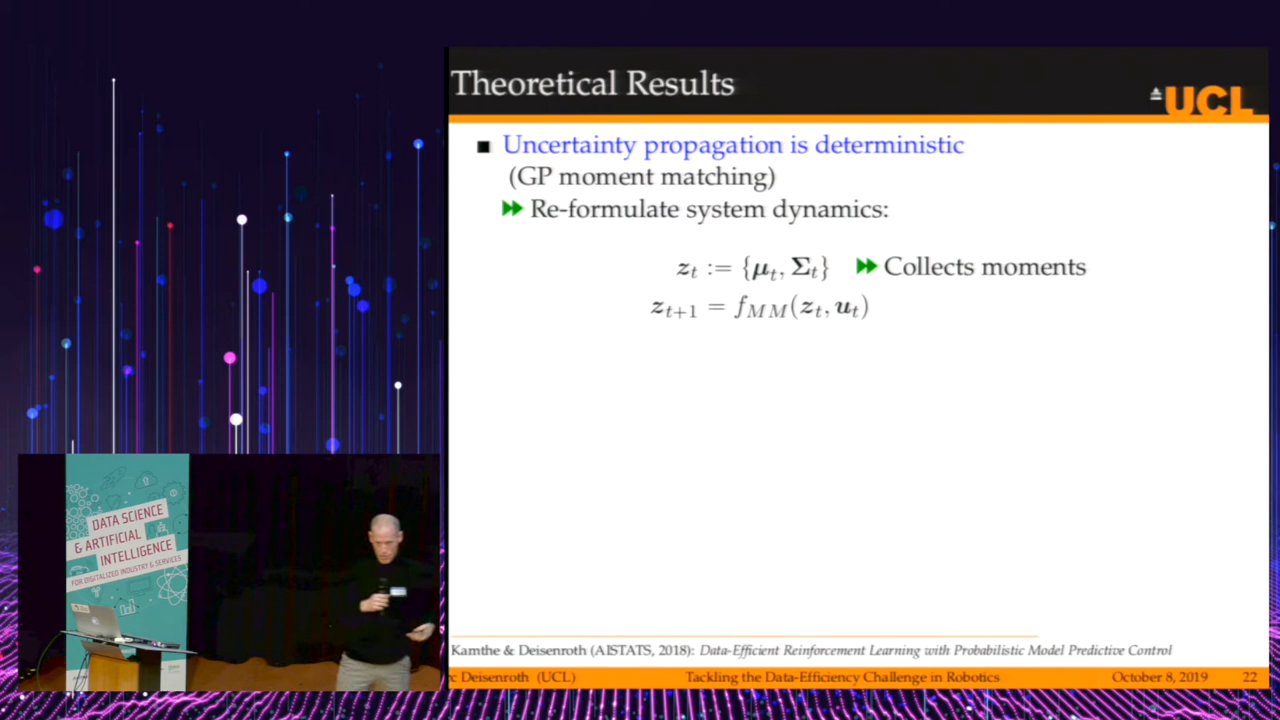 Theoretical Results
≜UCL
■ Uncertainty propagation is deterministic
(GP moment matching)
Re-formulate system dynamics:
z_t := {μ_t, Σ_t} Collects moments
z_{t+1} = f_{MM}(z_t, u_t)
DATA SCIENCE
& ARTIFICIAL
INTELLIGENCE
FOR DIGITALIZED INDUSTRY & SERVICES
Kamthe & Deisenroth (AISTATS, 2018): Data-Efficient Reinforcement Learning with Probabilistic Model Predictive Control
rc Deisenroth (UCL) Tackling the Data-Efficiency Challenge in Robotics October 8, 2019 22